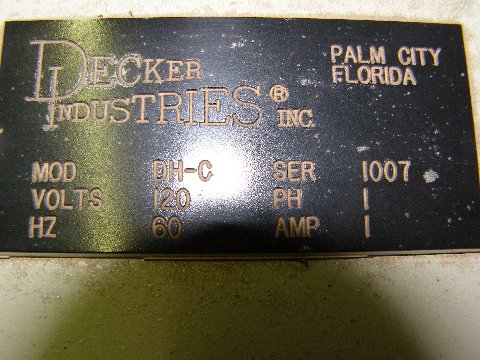 DECKER
INDUSTRIES® INC.
PALM CITY
FLORIDA
MOD DH-C SER 1007
VOLTS 120 PH 1
HZ 60 AMP 1